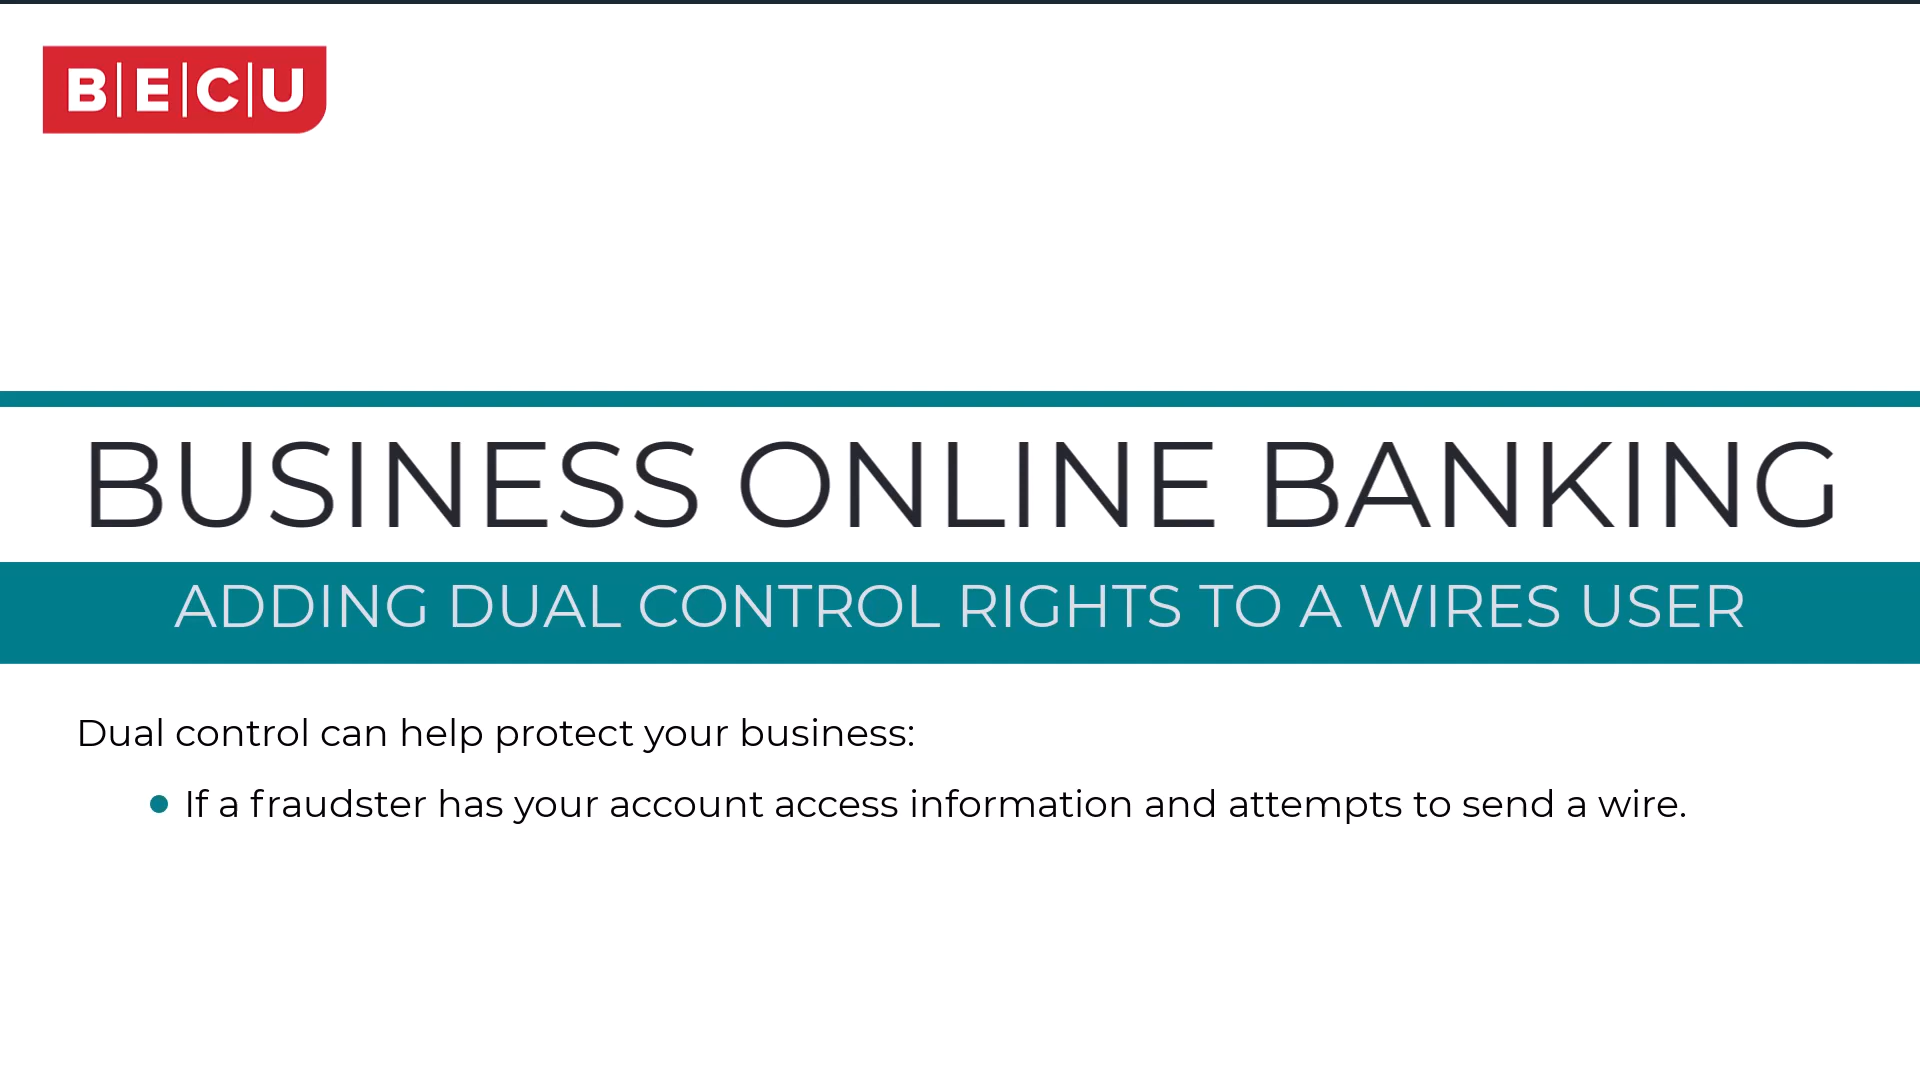 B|E|C|U
BUSINESS ONLINE BANKING
ADDING DUAL CONTROL RIGHTS TO A WIRES USER
Dual control can help protect your business:
● If a fraudster has your account access information and attempts to send a wire.